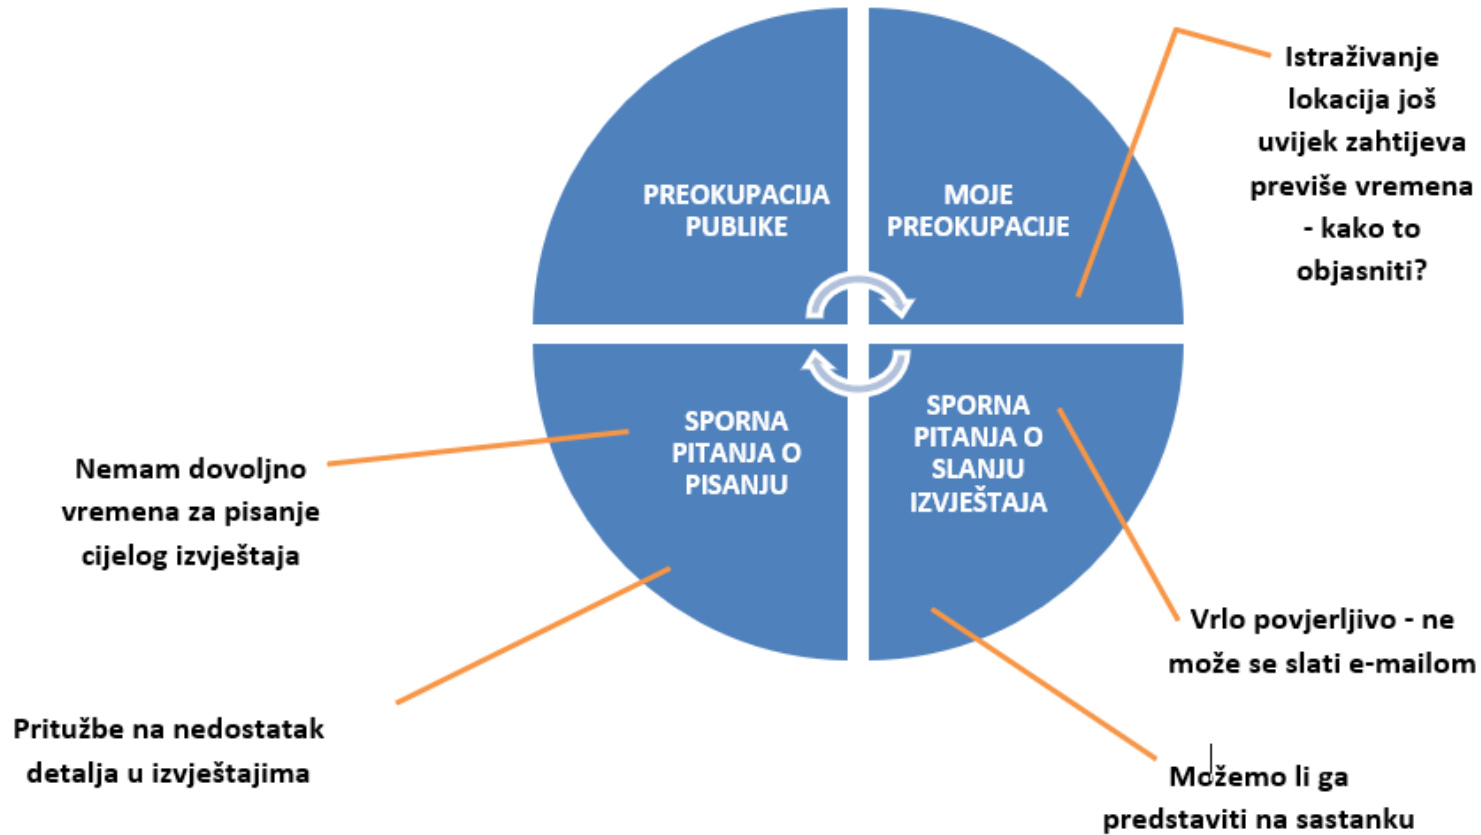 PREOKUPACIJA
PUBLIKE
MOJE
PREOKUPACIJE
Istraživanje
lokacija još
uvijek zahtijeva
previše vremena
- kako to
objasniti?
SPORNA
PITANJA O
PISANJU
SPORNA
PITANJA O
SLANJU
IZVJEŠTAJA
Nemam dovoljno
vremena za pisanje
cijelog izvještaja
Vrlo povjerljivo - ne
može se slati e-mailom
Pritužbe na nedostatak
detalja u izvještajima
Možemo li ga
predstaviti na sastanku